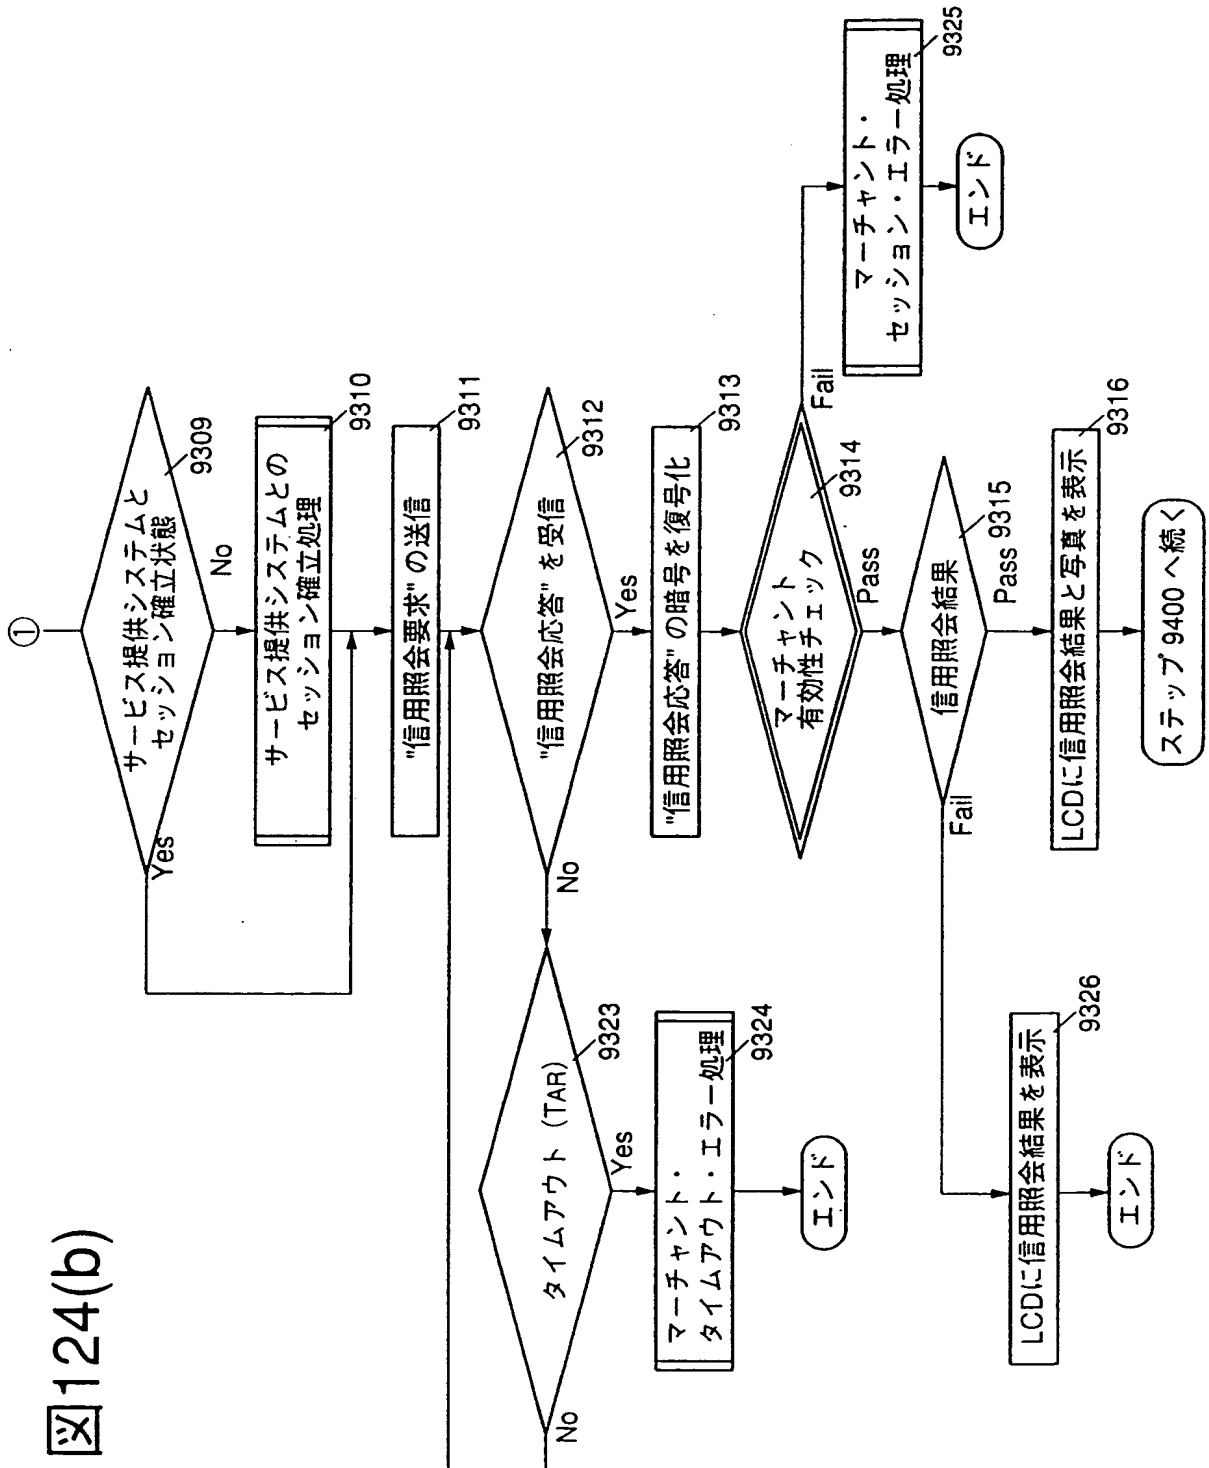 図124(b)
①
サービス提供システムと
セッション確立状態
9309
Yes
No
サービス提供システムとの
セッション確立処理
9310
"信用照会要求" の送信
9311
"信用照会応答" を受信
9312
No
Yes
タイムアウト (TAR)
9323
No
Yes
マーチャント・
タイムアウト・エラー処理
9324
エンド
"信用照会応答" の暗号を復号化
9313
マーチャント
有効性チェック
9314
Fail
Pass
マーチャント・
セッション・エラー処理
9325
エンド
信用照会結果
9315
Fail
Pass
LCDに信用照会結果を表示
9326
エンド
LCDに信用照会結果と写真を表示
9316
ステップ 9400 へ続く